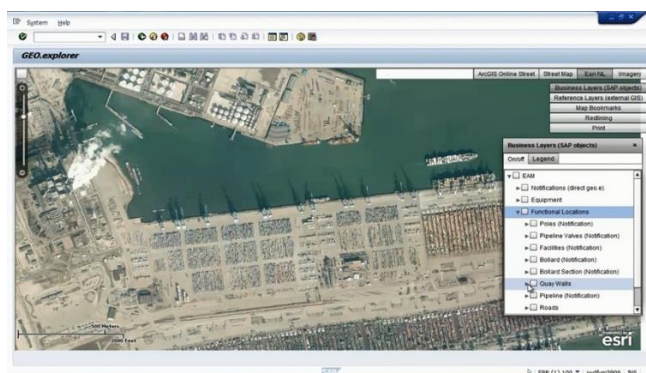 System Help
GEO.explorer
ArcGIS Online Street Street Map Esri NL Imagery
Business Layers (SAP objects)
Reference Layers (external GIS)
Map Bookmarks
Redlining
Print
Business Layers (SAP objects)
On/off Legend
EAM
Notifications (direct geo.e)
Equipment
Functional Locations
Poles (Notification)
Pipeline Valves (Notification)
Facilities (Notification)
Bollard (Notification)
Bollard Section (Notification)
Quay Walls
Pipeline (Notification)
Roads
500 Meters
esri